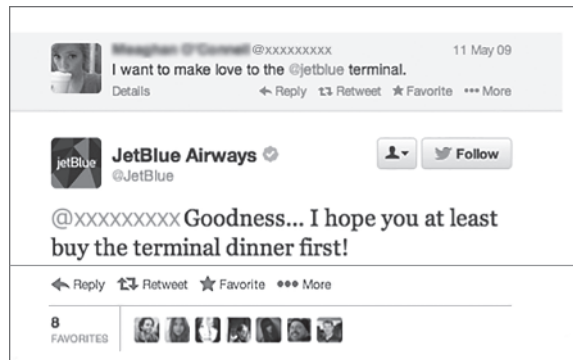 @xxxxxxxxx 11 May 09
I want to make love to the @jetblue terminal.
Details Reply Retweet Favorite More
jetBlue
JetBlue Airways
Follow
@JetBlue
@xxxxxxxxx Goodness... I hope you at least
buy the terminal dinner first!
Reply Retweet Favorite More
8
FAVORITES